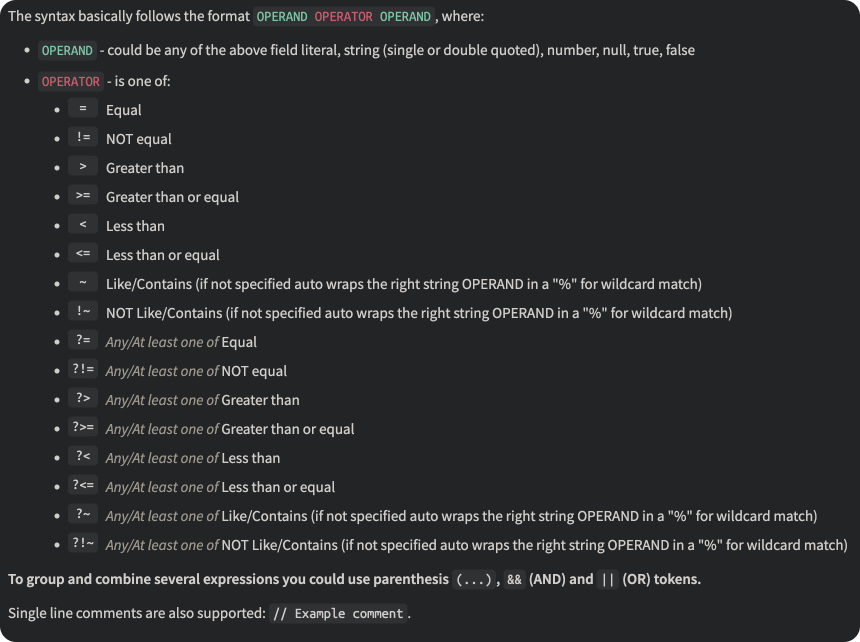 The syntax basically follows the format OPERAND OPERATOR OPERAND, where:
• OPERAND - could be any of the above field literal, string (single or double quoted), number, null, true, false
• OPERATOR - is one of:
• = Equal
• != NOT equal
• > Greater than
• >= Greater than or equal
• < Less than
• <= Less than or equal
• ~ Like/Contains (if not specified auto wraps the right string OPERAND in a "%" for wildcard match)
• !~ NOT Like/Contains (if not specified auto wraps the right string OPERAND in a "%" for wildcard match)
• ?= Any/At least one of Equal
• ?!= Any/At least one of NOT equal
• ?> Any/At least one of Greater than
• ?>= Any/At least one of Greater than or equal
• ?< Any/At least one of Less than
• ?<= Any/At least one of Less than or equal
• ?~ Any/At least one of Like/Contains (if not specified auto wraps the right string OPERAND in a "%" for wildcard match)
• ?!~ Any/At least one of NOT Like/Contains (if not specified auto wraps the right string OPERAND in a "%" for wildcard match)
To group and combine several expressions you could use parenthesis (...), && (AND) and || (OR) tokens.
Single line comments are also supported: // Example comment.